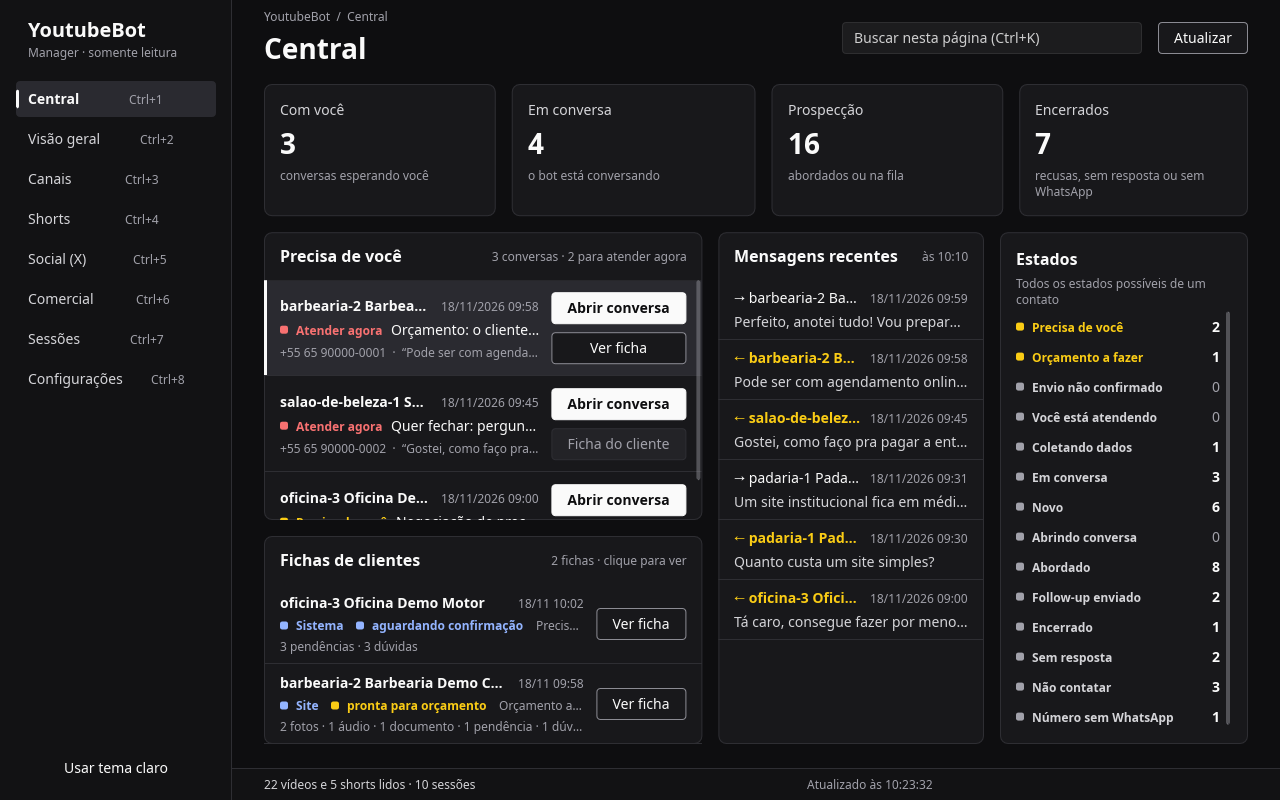 YoutubeBot
Manager · somente leitura
Central Ctrl+1
Visão geral Ctrl+2
Canais Ctrl+3
Shorts Ctrl+4
Social (X) Ctrl+5
Comercial Ctrl+6
Sessões Ctrl+7
Configurações Ctrl+8
Usar tema claro
YoutubeBot / Central
Central
Buscar nesta página (Ctrl+K)
Atualizar
Com você
3
conversas esperando você
Em conversa
4
o bot está conversando
Prospecção
16
abordados ou na fila
Encerrados
7
recusas, sem resposta ou sem
WhatsApp
Precisa de você 3 conversas · 2 para atender agora
barbearia-2 Barbea... 18/11/2026 09:58
Atender agora Orçamento: o cliente...
+55 65 90000-0001 · “Pode ser com agenda...
Abrir conversa
Ver ficha
salao-de-beleza-1 S... 18/11/2026 09:45
Atender agora Quer fechar: pergun...
+55 65 90000-0002 · “Gostei, como faço pra...
Abrir conversa
Ficha do cliente
oficina-3 Oficina De... 18/11/2026 09:00
Abrir conversa
Fichas de clientes 2 fichas · clique para ver
oficina-3 Oficina Demo Motor 18/11 10:02
Sistema aguardando confirmação Precis...
3 pendências · 3 dúvidas
Ver ficha
barbearia-2 Barbearia Demo C... 18/11 09:58
Site pronta para orçamento Orçamento a...
2 fotos · 1 áudio · 1 documento · 1 pendência · 1 dúv...
Ver ficha
Mensagens recentes às 10:10
→ barbearia-2 Ba... 18/11/2026 09:59
Perfeito, anotei tudo! Vou prepar...
← barbearia-2 B... 18/11/2026 09:58
Pode ser com agendamento onlin...
← salao-de-belez... 18/11/2026 09:45
Gostei, como faço pra pagar a ent...
→ padaria-1 Pada... 18/11/2026 09:31
Um site institucional fica em médi...
← padaria-1 Pad... 18/11/2026 09:30
Quanto custa um site simples?
← oficina-3 Ofici... 18/11/2026 09:00
Tá caro, consegue fazer por meno...
Estados
Todos os estados possíveis de um
contato
Precisa de você 2
Orçamento a fazer 1
Envio não confirmado 0
Você está atendendo 0
Coletando dados 1
Em conversa 3
Novo 6
Abrindo conversa 0
Abordado 8
Follow-up enviado 2
Encerrado 1
Sem resposta 2
Não contatar 3
Número sem WhatsApp 1
22 vídeos e 5 shorts lidos · 10 sessões
Atualizado às 10:23:32